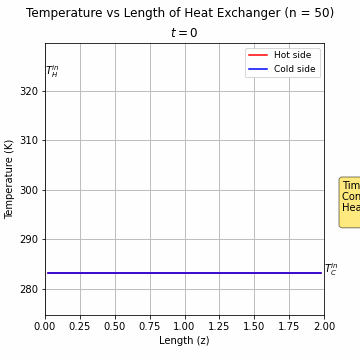 Temperature vs Length of Heat Exchanger (n = 50)
t = 0
Hot side
Cold side
T_H^in
T_C^in
Tim
Con
Hea
Temperature (K)
320
310
300
290
280
0.00 0.25 0.50 0.75 1.00 1.25 1.50 1.75 2.00
Length (z)